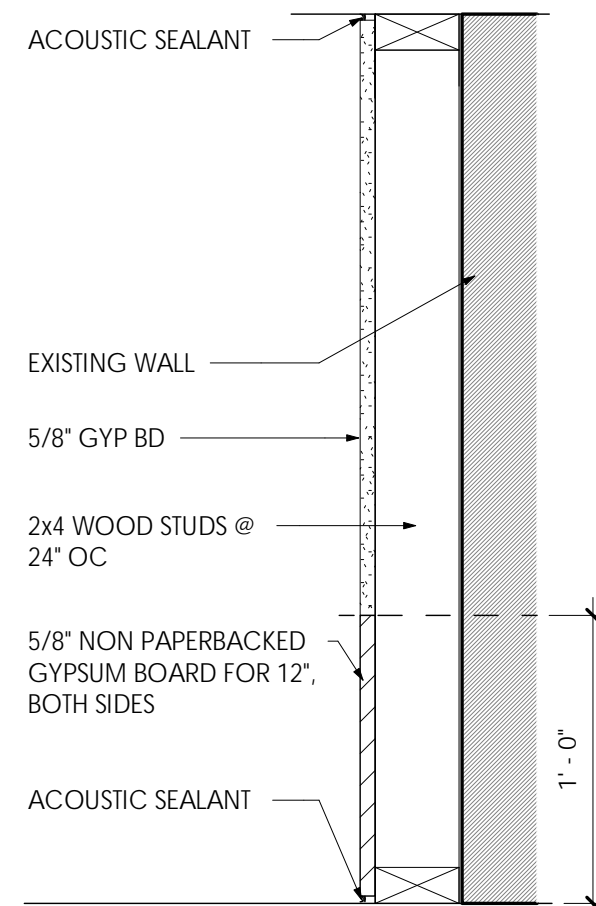 ACOUSTIC SEALANT
EXISTING WALL
5/8" GYP BD
2x4 WOOD STUDS @
24" OC
5/8" NON PAPERBACKED
GYPSUM BOARD FOR 12",
BOTH SIDES
1' - 0"
ACOUSTIC SEALANT